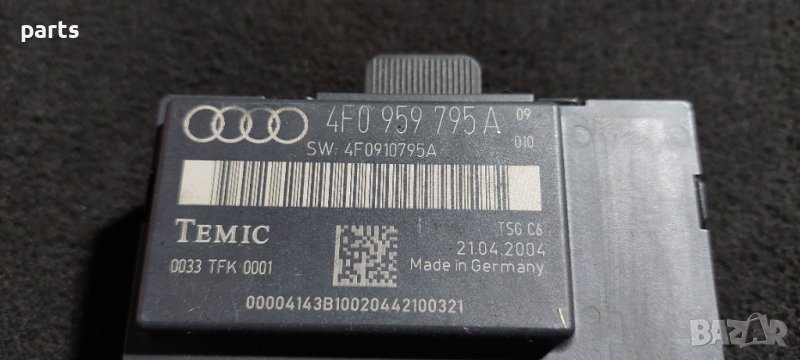 parts
4F0 959 795 A 09
010
SW: 4F0910795A
TEMIC
TSG C6
21.04.2004
0033 TFK 0001
Made in Germany
00004143B10020442100321
BAZAR